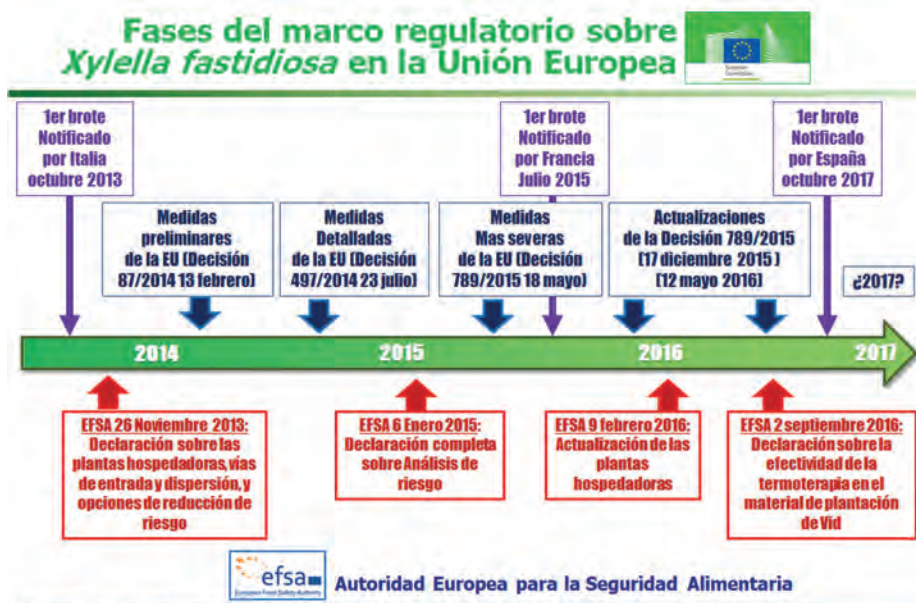 Fases del marco regulatorio sobre
Xylella fastidiosa en la Unión Europea
European
Commission
1er brote
Notificado
por Italia
octubre 2013
1er brote
Notificado
por Francia
Julio 2015
1er brote
Notificado
por España
octubre 2017
Medidas
preliminares
de la EU (Decisión
87/2014 13 febrero)
Medidas
Detalladas
de la EU (Decisión
497/2014 23 julio)
Medidas
Mas severas
de la EU (Decisión
789/2015 18 mayo)
Actualizaciones
de la Decisión 789/2015
(17 diciembre 2015 )
(12 mayo 2016)
¿2017?
2014
2015
2016
2017
EFSA 26 Noviembre 2013:
Declaración sobre las
plantas hospedadoras, vías
de entrada y dispersión, y
opciones de reducción de
riesgo
EFSA 6 Enero 2015:
Declaración completa
sobre Análisis de
riesgo
EFSA 9 febrero 2016:
Actualización de las
plantas
hospedadoras
EFSA 2 septiembre 2016:
Declaración sobre la
efectividad de la
termoterapia en el
material de plantación
de Vid
efsa
European Food Safety Authority
Autoridad Europea para la Seguridad Alimentaria